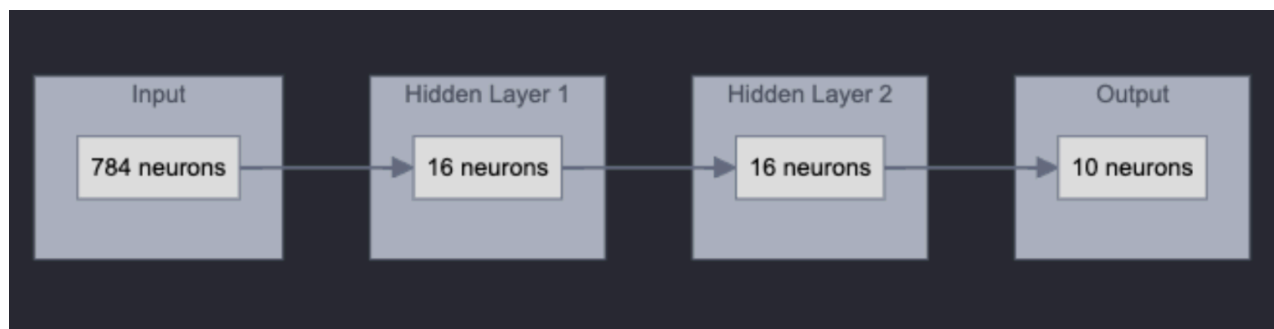 Input
784 neurons
Hidden Layer 1
16 neurons
Hidden Layer 2
16 neurons
Output
10 neurons